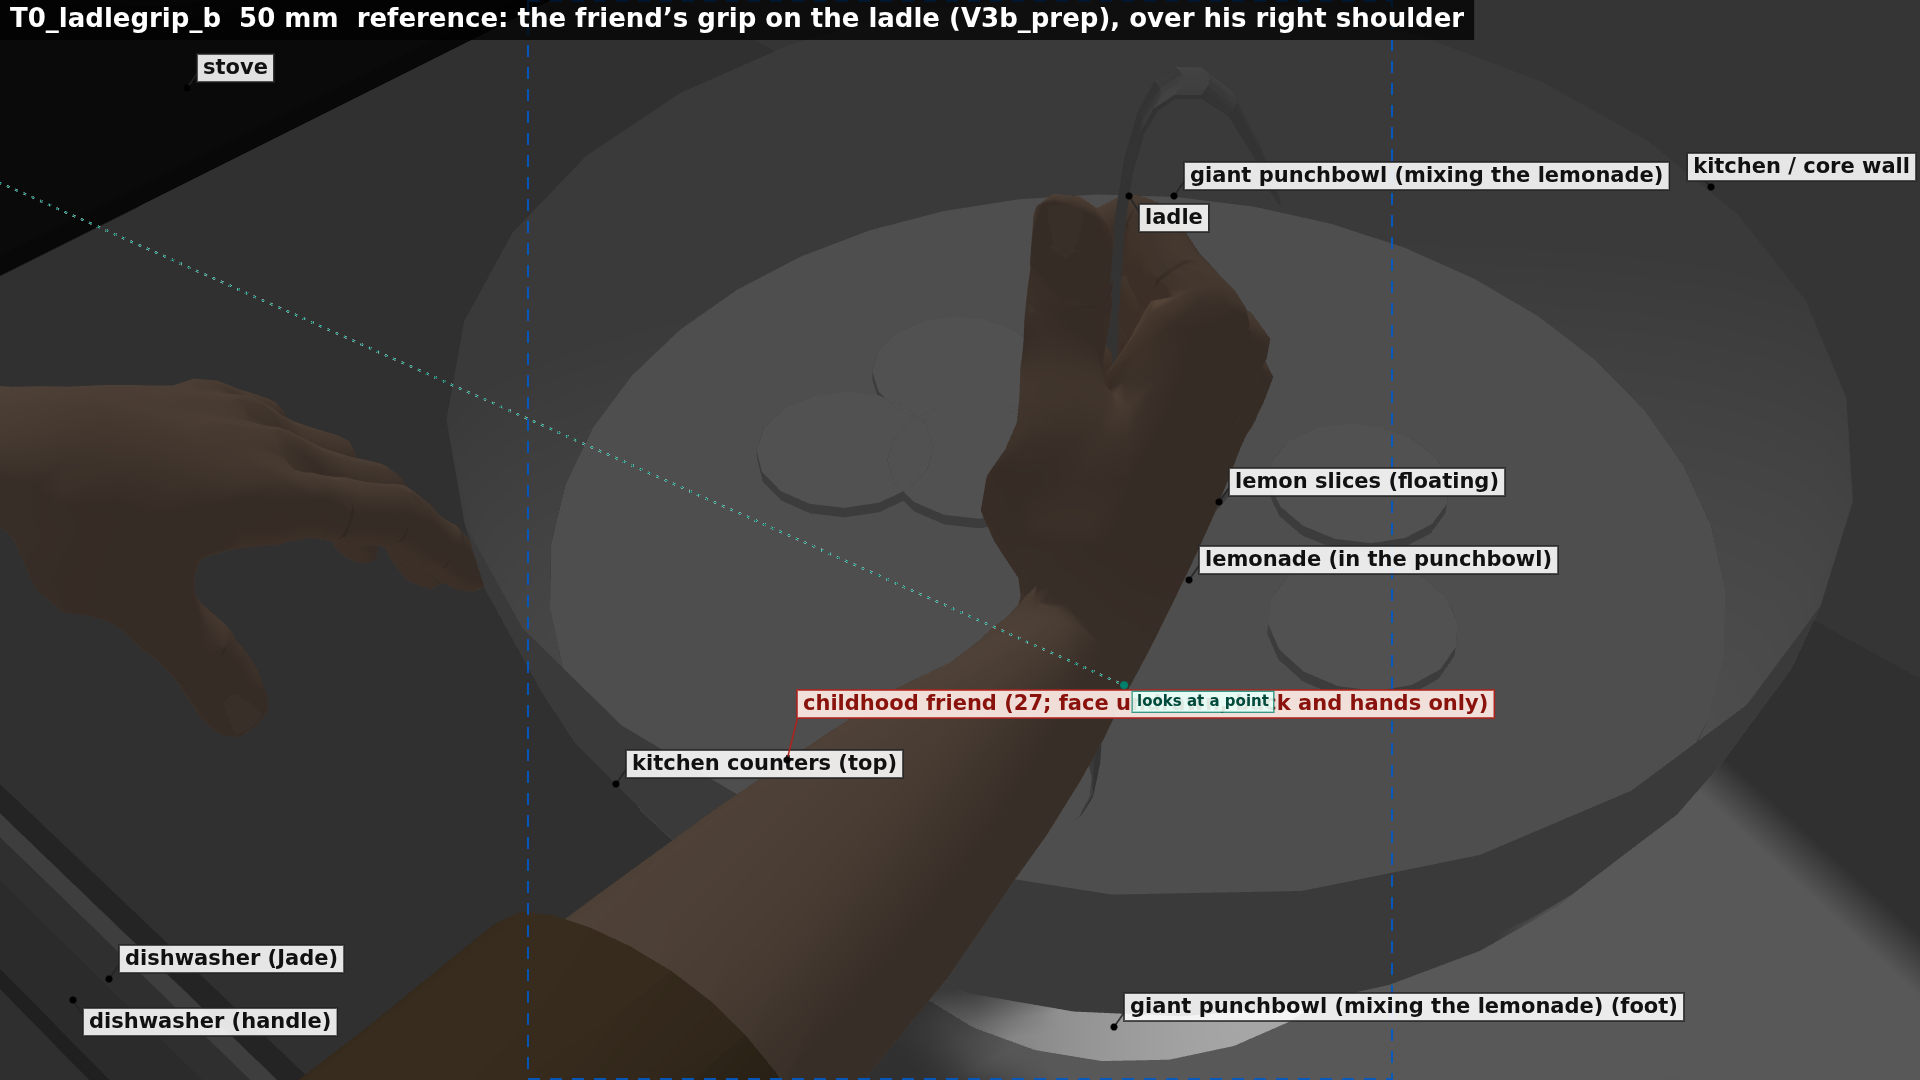 T0_ladlegrip_b 50 mm reference: the friend’s grip on the ladle (V3b_prep), over his right shoulder
stove
kitchen / core wall
giant punchbowl (mixing the lemonade)
ladle
lemon slices (floating)
lemonade (in the punchbowl)
childhood friend (27; face u k and hands only)
looks at a point
kitchen counters (top)
dishwasher (Jade)
giant punchbowl (mixing the lemonade) (foot)
dishwasher (handle)